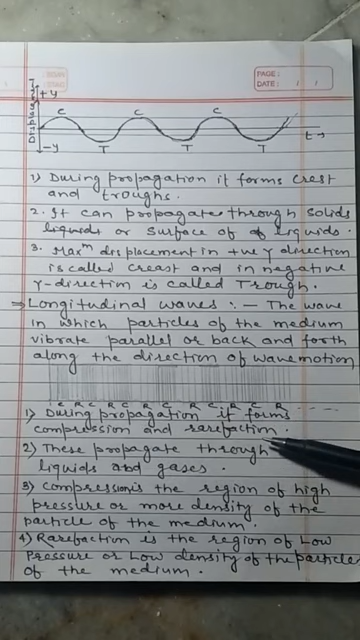 PAGE :
DATE : / /
+y
Displacement
-y
C C C
T T T
t →
1) During propagation it forms crest
and troughs.
2. It can propagate through solids
liquids or surface of liquids.
3. Maxm displacement in +ve y direction
is called creast and in negative
y-direction is called Trough.
⇒ Longitudinal waves :- The wave
in which particles of the medium
vibrate parallel or back and forth
along the direction of wave motion
C R C R C R C R C R C R
1) During propagation it forms
compression and rarefaction.
2) These propagate through
liquids and gases.
3) compression is the region of high
pressure or more density of the
particle of the medium.
4) Rarefaction is the region of Low
Pressure or Low density of the particles
of the medium.